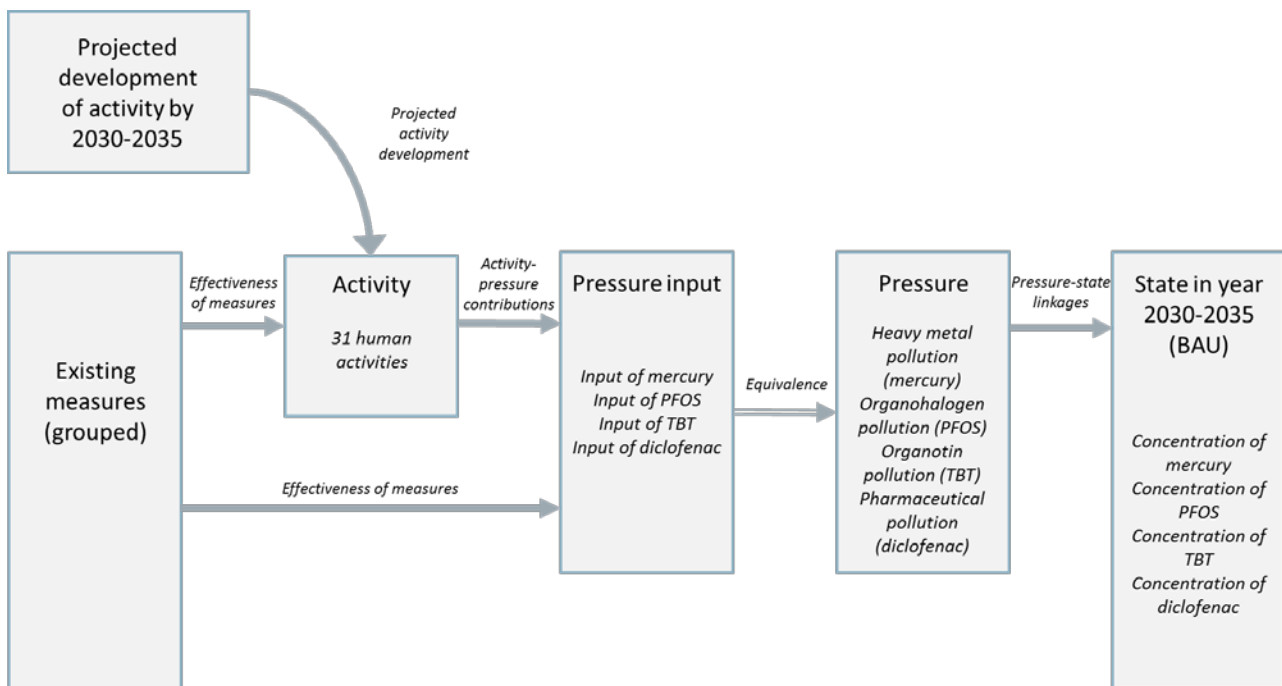 Projected
development
of activity by
2030-2035
Projected
activity
development
Existing
measures
(grouped)
Effectiveness
of measures
Effectiveness of measures
Activity
31 human
activities
Activity-
pressure
contributions
Pressure input
Input of mercury
Input of PFOS
Input of TBT
Input of diclofenac
Equivalence
Pressure
Heavy metal
pollution
(mercury)
Organohalogen
pollution (PFOS)
Organotin
pollution (TBT)
Pharmaceutical
pollution
(diclofenac)
Pressure-state
linkages
State in year
2030-2035
(BAU)
Concentration of
mercury
Concentration of
PFOS
Concentration of
TBT
Concentration of
diclofenac